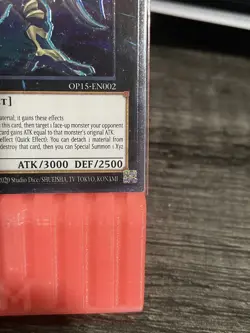 OP15-EN002
CT]
aterial, it gains these effects.
this card, then target 1 face-up monster your opponent
card gains ATK equal to that monster's original ATK.
effect (Quick Effect): You can detach 1 material from
destroy that card, then you can Special Summon 1 Xyz
ATK/3000 DEF/2500
2020 Studio Dice/SHUEISHA, TV TOKYO, KONAMI